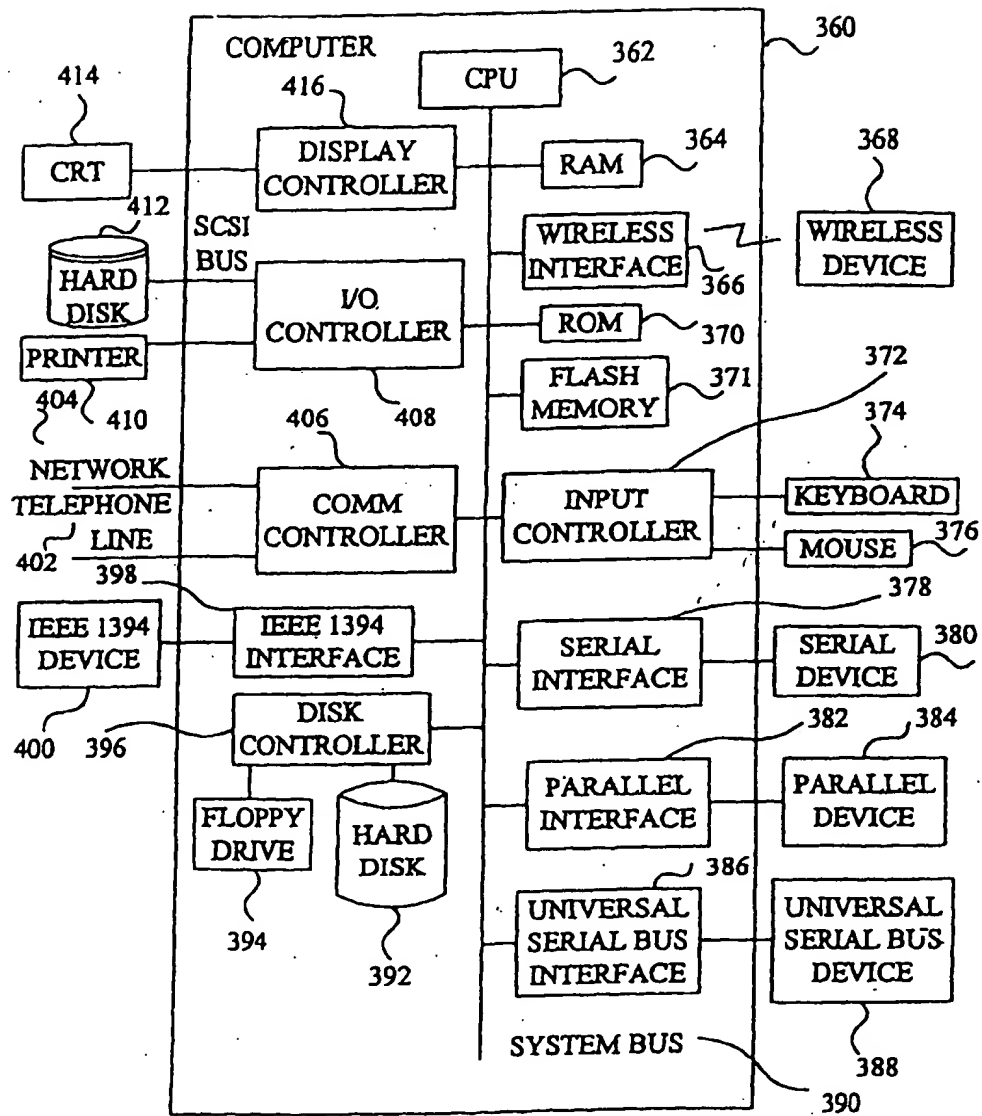 COMPUTER
360
CPU
362
414
416
CRT
DISPLAY
CONTROLLER
RAM
364
368
412
SCSI
BUS
HARD
DISK
WIRELESS
INTERFACE
366
WIRELESS
DEVICE
I/O
CONTROLLER
ROM
370
PRINTER
404
410
408
FLASH
MEMORY
371
372
406
374
NETWORK
TELEPHONE
LINE
402
COMM
CONTROLLER
INPUT
CONTROLLER
KEYBOARD
MOUSE
376
398
378
IEEE 1394
DEVICE
IEEE 1394
INTERFACE
SERIAL
INTERFACE
SERIAL
DEVICE
380
400
396
DISK
CONTROLLER
382
384
FLOPPY
DRIVE
HARD
DISK
PARALLEL
INTERFACE
PARALLEL
DEVICE
394
392
386
UNIVERSAL
SERIAL BUS
INTERFACE
UNIVERSAL
SERIAL BUS
DEVICE
SYSTEM BUS
388
390